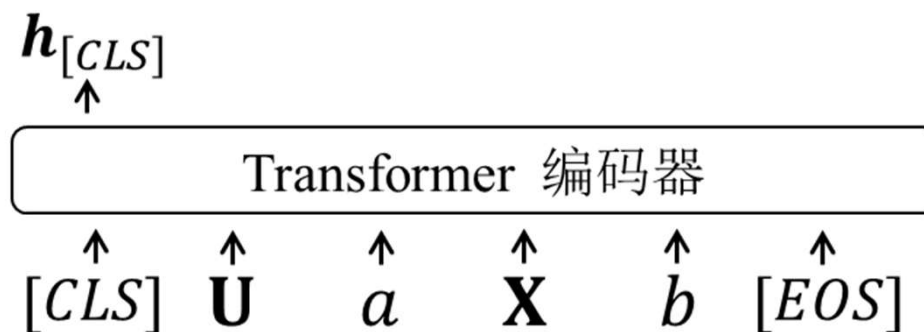 h[CLS]
Transformer 编码器
[CLS] U a X b [EOS]